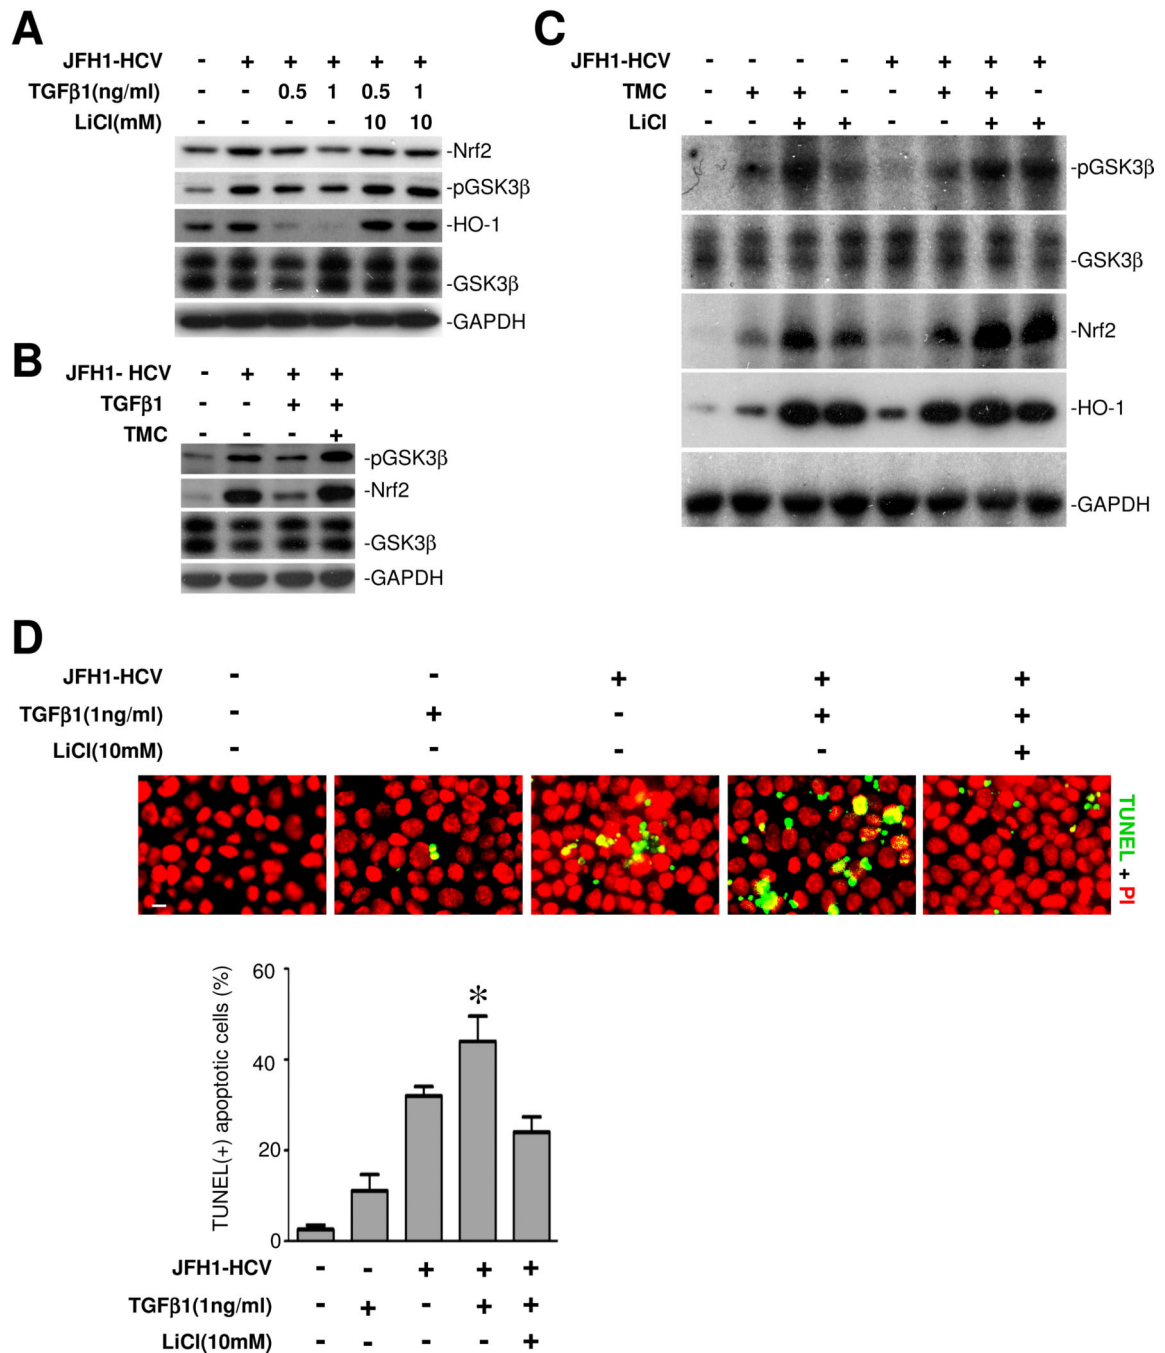 A
JFH1-HCV - + + + + +
TGFβ1(ng/ml) - - 0.5 1 0.5 1
LiCl(mM) - - - - 10 10
-Nrf2
-pGSK3β
-HO-1
-GSK3β
-GAPDH
B
JFH1- HCV - + + +
TGFβ1 - - + +
TMC - - - +
-pGSK3β
-Nrf2
-GSK3β
-GAPDH
C
JFH1-HCV - - - - + + + +
TMC - + + - - + + -
LiCl - - + + - - + +
-pGSK3β
-GSK3β
-Nrf2
-HO-1
-GAPDH
D
JFH1-HCV - - + + +
TGFβ1(1ng/ml) - + - + +
LiCl(10mM) - - - - +
TUNEL + PI
TUNEL(+) apoptotic cells (%)
60
40
20
0
*
JFH1-HCV - - + + +
TGFβ1(1ng/ml) - + - + +
LiCl(10mM) - - - - +